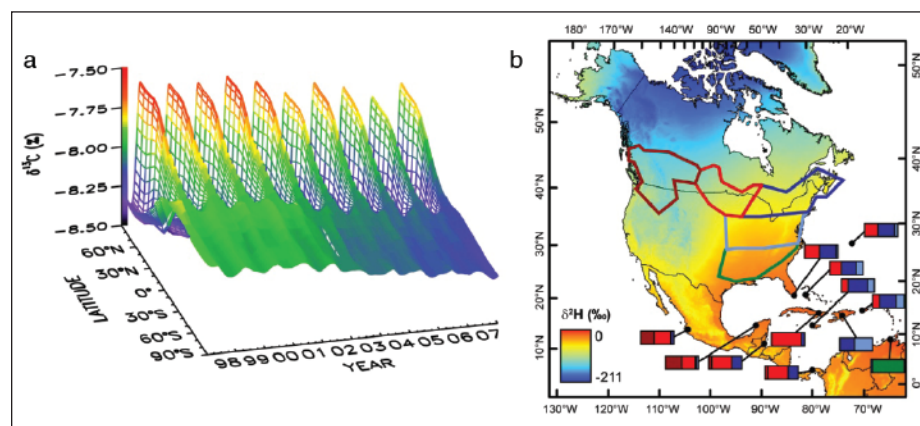 a
−7.50
−7.75
−8.00
−8.25
−8.50
δ¹³C (‰)
60°N
30°N
0°
30°S
60°S
90°S
LATITUDE
98 99 00 01 02 03 04 05 06 07
YEAR
b
180° 170°W 140°W 90°W 50°W 30°W 20°W
50°N
40°N
30°N
20°N
10°N
50°N
40°N
30°N
20°N
10°N
0°
δ²H (‰)
0
-211
130°W 120°W 110°W 100°W 90°W 80°W 70°W